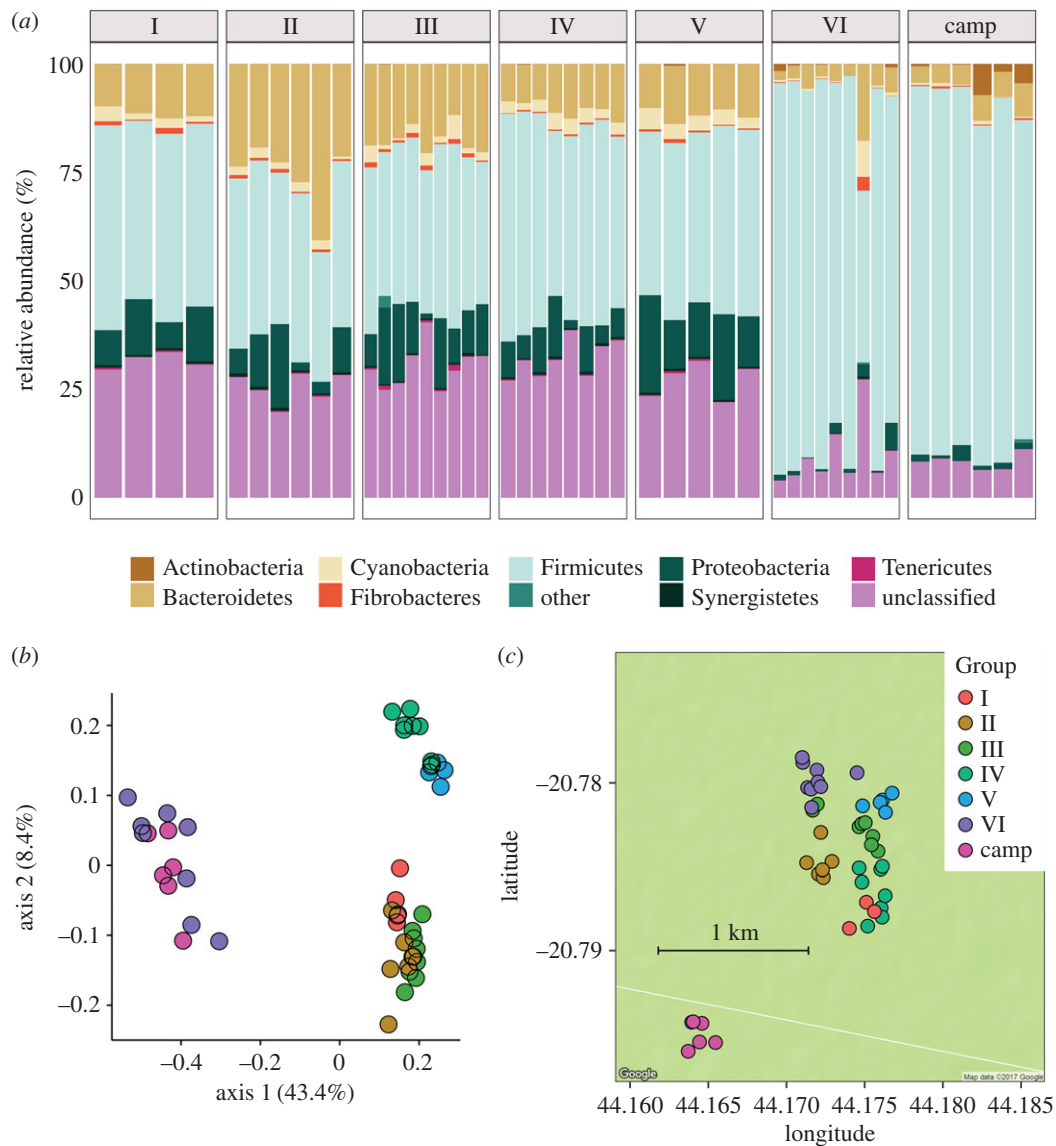 (a)
I II III IV V VI camp
100
75
50
25
0
relative abundance (%)
Actinobacteria Cyanobacteria Firmicutes Proteobacteria Tenericutes
Bacteroidetes Fibrobacteres other Synergistetes unclassified
(b)
0.2
0.1
0
−0.1
−0.2
axis 2 (8.4%)
−0.4 −0.2 0 0.2
axis 1 (43.4%)
(c)
Group
I
II
III
IV
V
VI
camp
−20.78
−20.79
latitude
1 km
Google
Map data ©2017 Google
44.160 44.165 44.170 44.175 44.180 44.185
longitude